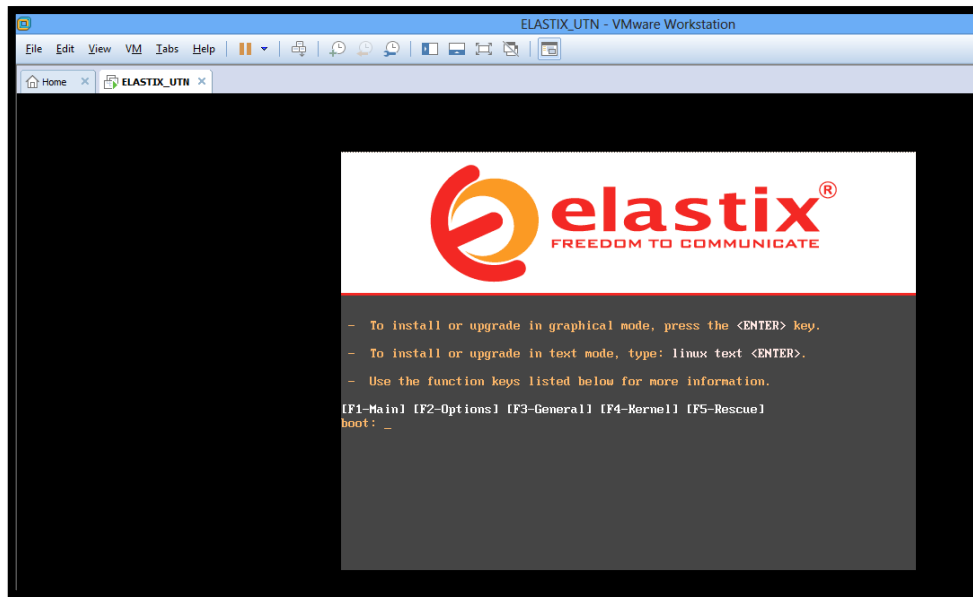 ELASTIX_UTN - VMware Workstation
File Edit View VM Tabs Help
Home ELASTIX_UTN
elastix®
FREEDOM TO COMMUNICATE
- To install or upgrade in graphical mode, press the <ENTER> key.
- To install or upgrade in text mode, type: linux text <ENTER>.
- Use the function keys listed below for more information.
[F1-Main] [F2-Options] [F3-General] [F4-Kernel] [F5-Rescue]
boot: _